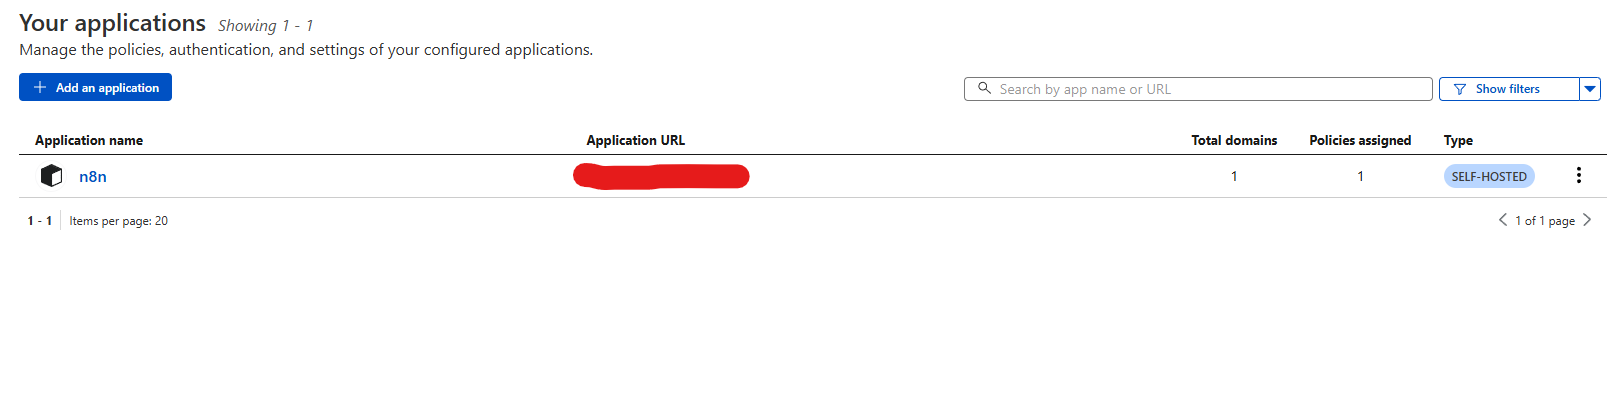 Your applications Showing 1 - 1
Manage the policies, authentication, and settings of your configured applications.
Add an application
Search by app name or URL
Show filters
Application name Application URL Total domains Policies assigned Type
n8n 1 1 SELF-HOSTED
1 - 1 Items per page: 20 1 of 1 page